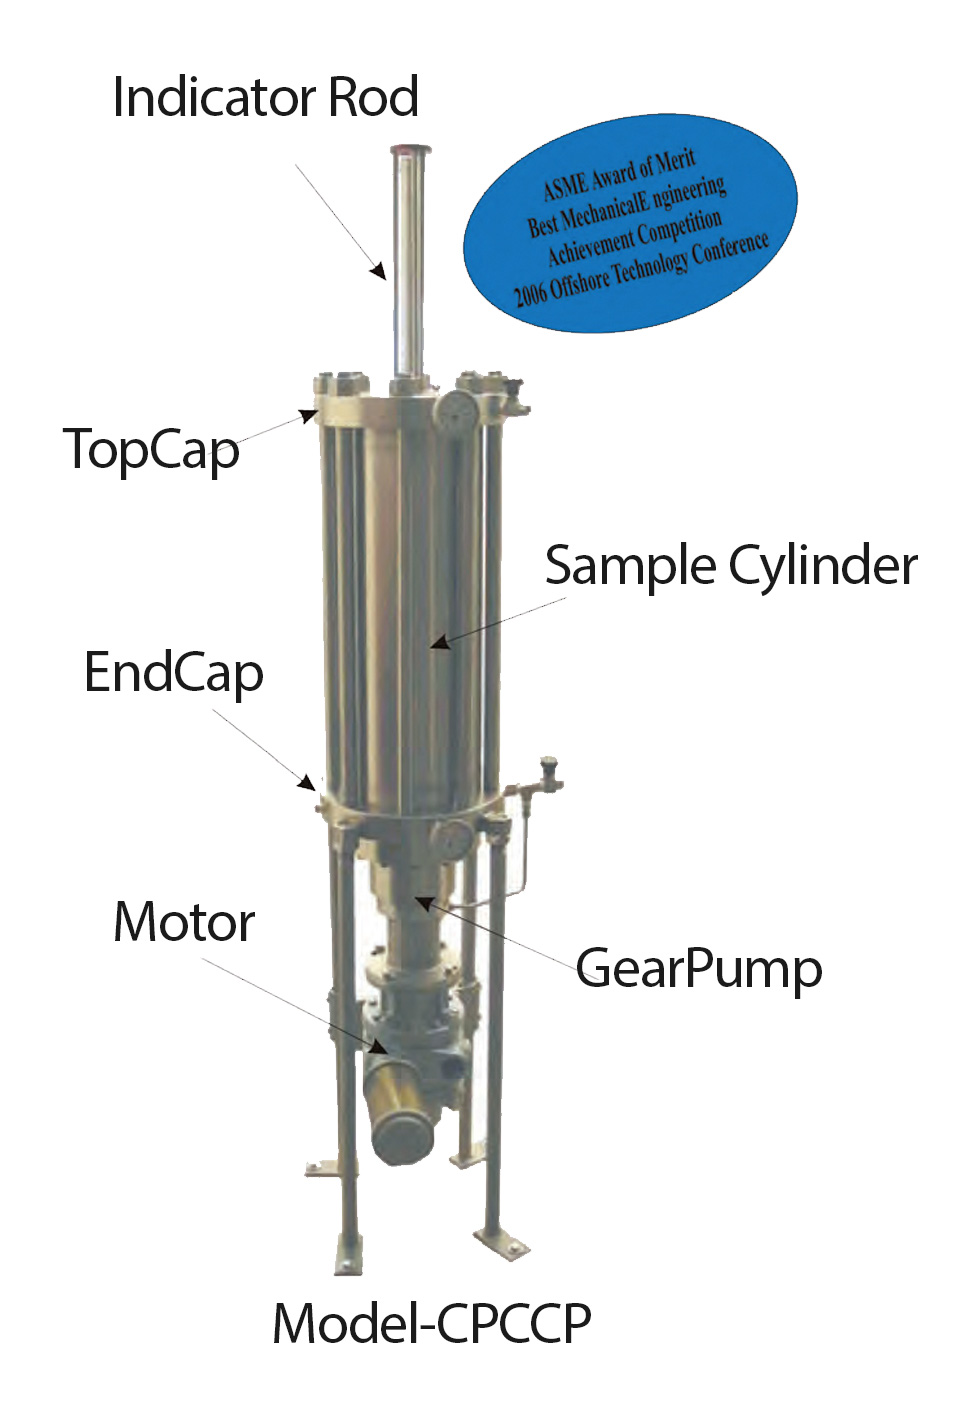 Indicator Rod
ASME Award of Merit
Best MechanicalE ngineering
Achievement Competition
2006 Offshore Technology Conference
TopCap
Sample Cylinder
EndCap
Motor
GearPump
Model-CPCCP